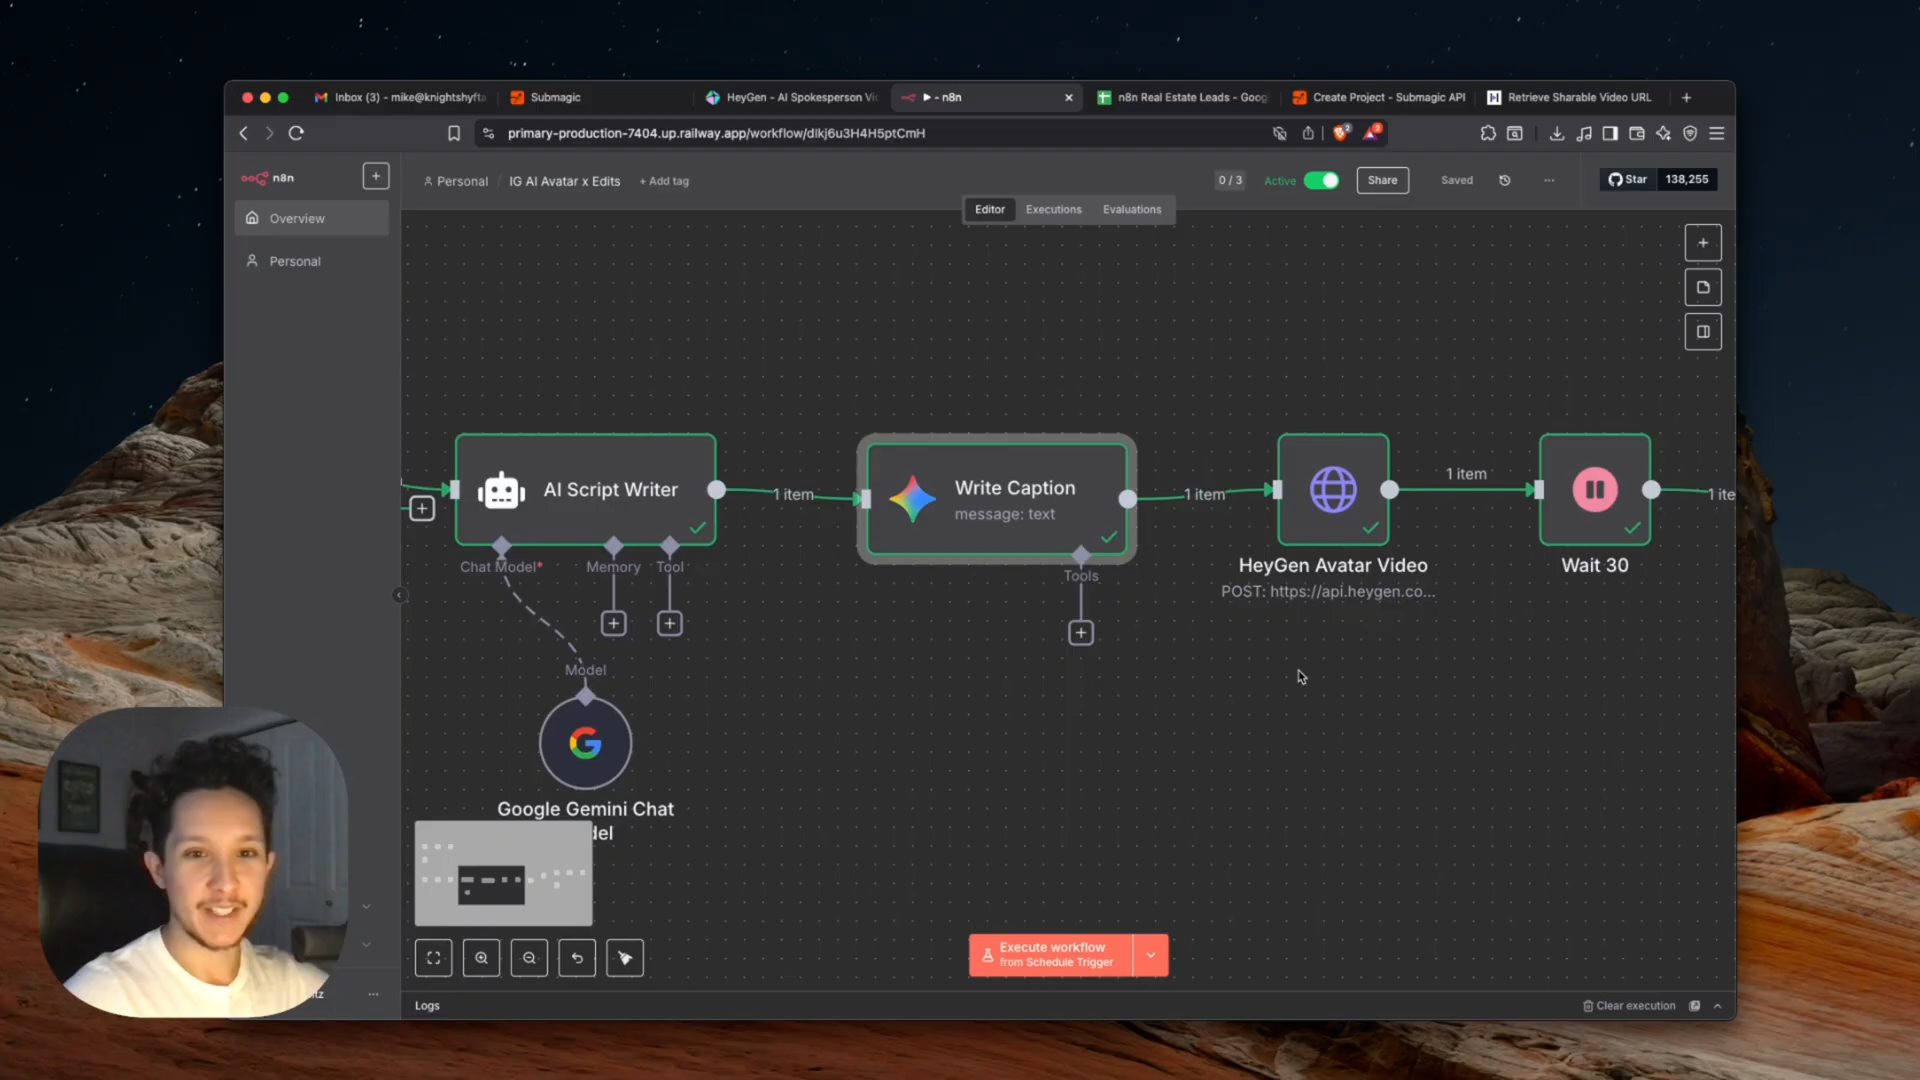 Inbox (3) - mike@knightshyfta
Submagic
HeyGen - AI Spokesperson Vi
▶ - n8n
n8n Real Estate Leads - Goog
Create Project - Submagic API
Retrieve Sharable Video URL
primary-production-7404.up.railway.app/workflow/dlkj6u3H4H5ptCmH
2
3
n8n
Personal / IG AI Avatar x Edits + Add tag
0 / 3
Active
Share
Saved
Star 138,255
Overview
Personal
Editor Executions Evaluations
AI Script Writer
1 item
Write Caption
message: text
1 item
1 item
1 ite
Chat Model*
Memory
Tool
Tools
HeyGen Avatar Video
POST: https://api.heygen.co...
Wait 30
Model
Google Gemini Chat
del
Execute workflow
from Schedule Trigger
tz
Logs
Clear execution